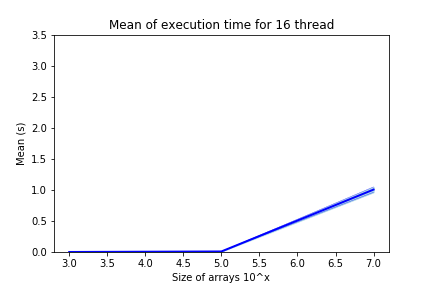 Mean of execution time for 16 thread
3.5
3.0
2.5
2.0
1.5
1.0
0.5
0.0
Mean (s)
3.0 3.5 4.0 4.5 5.0 5.5 6.0 6.5 7.0
Size of arrays 10^x